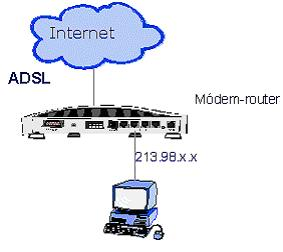 Internet
ADSL
Módem-router
213.98.x.x